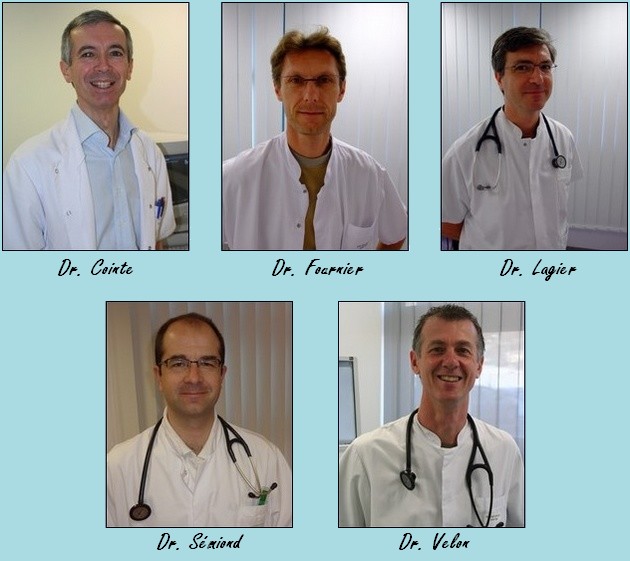 Dr. Cointe
Dr. Fournier
Dr. Lagier
Dr. Sémiond
Dr. Velon